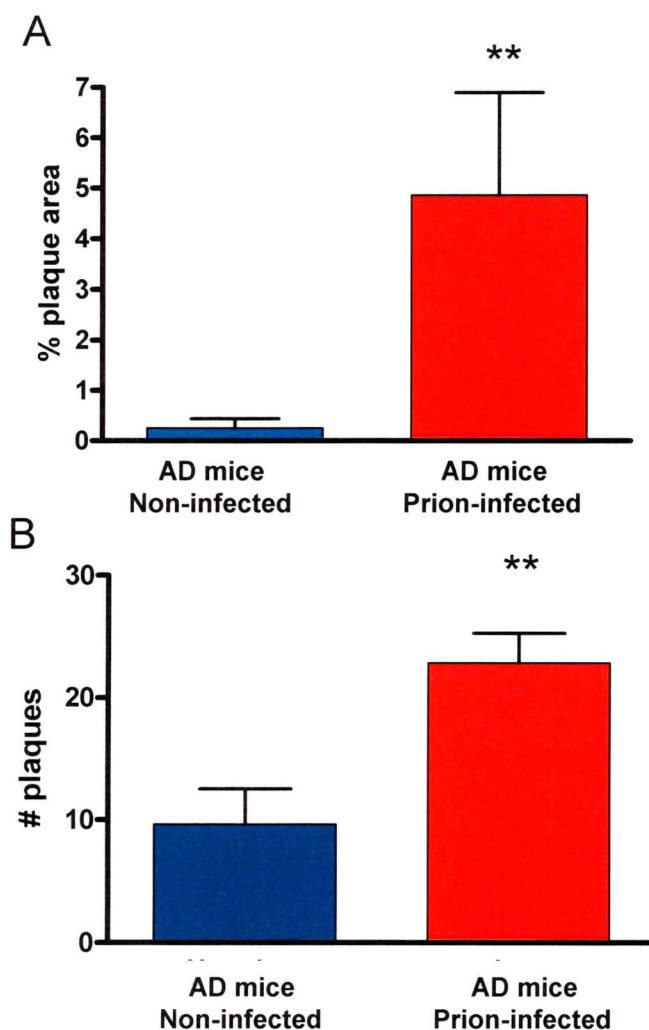 A
**
7
6
5
4
3
2
1
0
% plaque area
AD mice
Non-infected
AD mice
Prion-infected
B
**
30
20
10
0
# plaques
AD mice
Non-infected
AD mice
Prion-infected